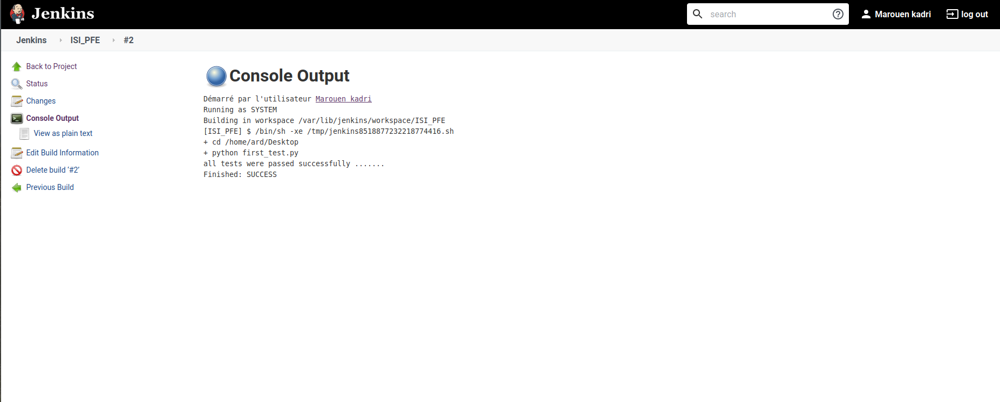 Jenkins
search
Marouen kadri
log out
Jenkins
ISI_PFE
#2
Back to Project
Status
Changes
Console Output
View as plain text
Edit Build Information
Delete build ‘#2’
Previous Build
Console Output
Démarré par l'utilisateur Marouen kadri
Running as SYSTEM
Building in workspace /var/lib/jenkins/workspace/ISI_PFE
[ISI_PFE] $ /bin/sh -xe /tmp/jenkins8518877232218774416.sh
+ cd /home/ard/Desktop
+ python first_test.py
all tests were passed successfully .......
Finished: SUCCESS